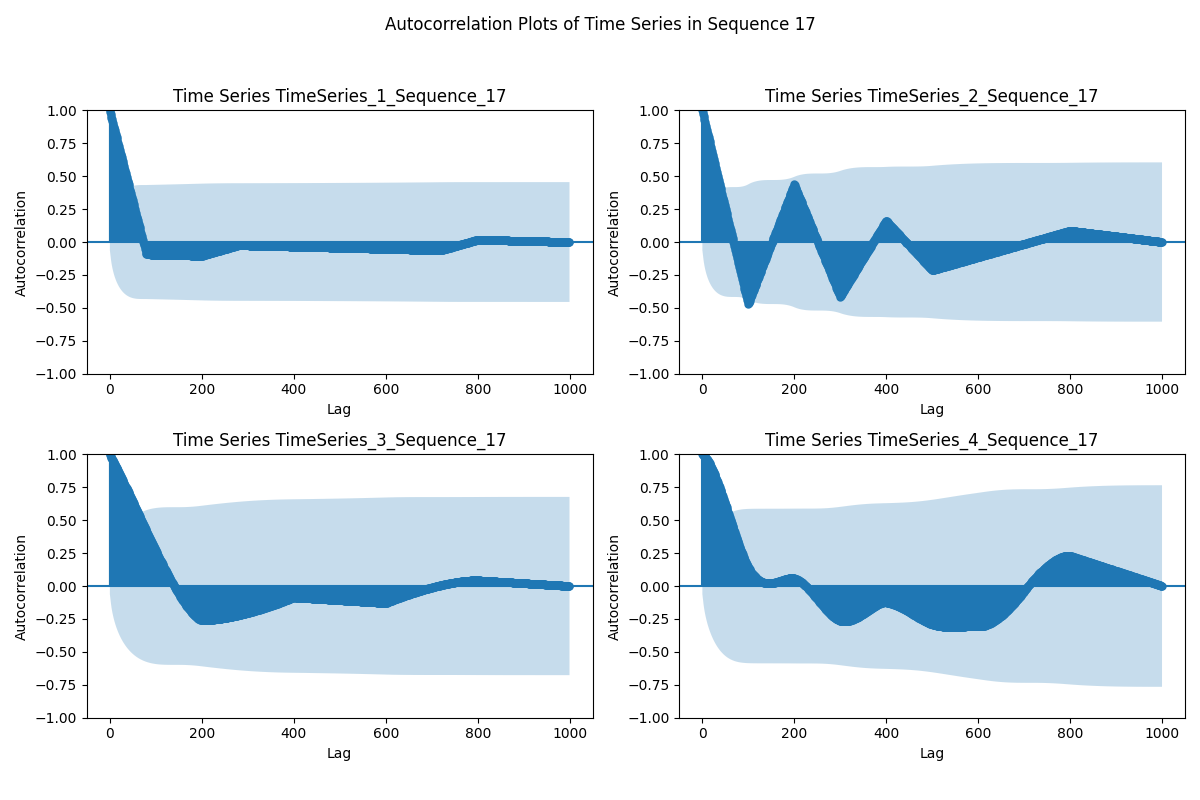 Autocorrelation Plots of Time Series in Sequence 17
Time Series TimeSeries_1_Sequence_17
1.00
0.75
0.50
0.25
0.00
−0.25
−0.50
−0.75
−1.00
Autocorrelation
0 200 400 600 800 1000
Lag
Time Series TimeSeries_2_Sequence_17
1.00
0.75
0.50
0.25
0.00
−0.25
−0.50
−0.75
−1.00
Autocorrelation
0 200 400 600 800 1000
Lag
Time Series TimeSeries_3_Sequence_17
1.00
0.75
0.50
0.25
0.00
−0.25
−0.50
−0.75
−1.00
Autocorrelation
0 200 400 600 800 1000
Lag
Time Series TimeSeries_4_Sequence_17
1.00
0.75
0.50
0.25
0.00
−0.25
−0.50
−0.75
−1.00
Autocorrelation
0 200 400 600 800 1000
Lag